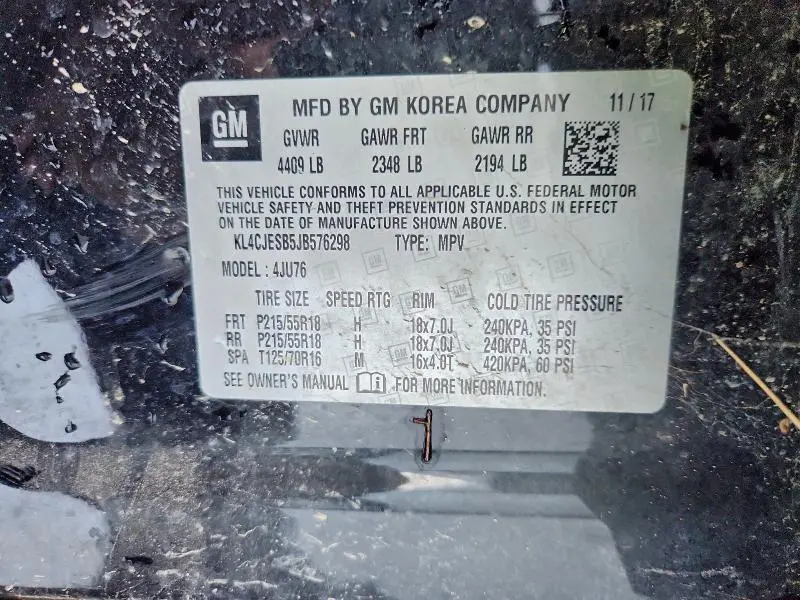 GM MFD BY GM KOREA COMPANY 11/17
GVWR GAWR FRT GAWR RR
4409 LB 2348 LB 2194 LB
THIS VEHICLE CONFORMS TO ALL APPLICABLE U.S. FEDERAL MOTOR
VEHICLE SAFETY AND THEFT PREVENTION STANDARDS IN EFFECT
ON THE DATE OF MANUFACTURE SHOWN ABOVE.
KL4CJESB5JB576298 TYPE: MPV
MODEL : 4JU76
TIRE SIZE SPEED RTG RIM COLD TIRE PRESSURE
FRT P215/55R18 H 18x7.0J 240KPA, 35 PSI
RR P215/55R18 H 18x7.0J 240KPA, 35 PSI
SPA T125/70R16 M 16x4.0T 420KPA, 60 PSI
SEE OWNER'S MANUAL FOR MORE INFORMATION.